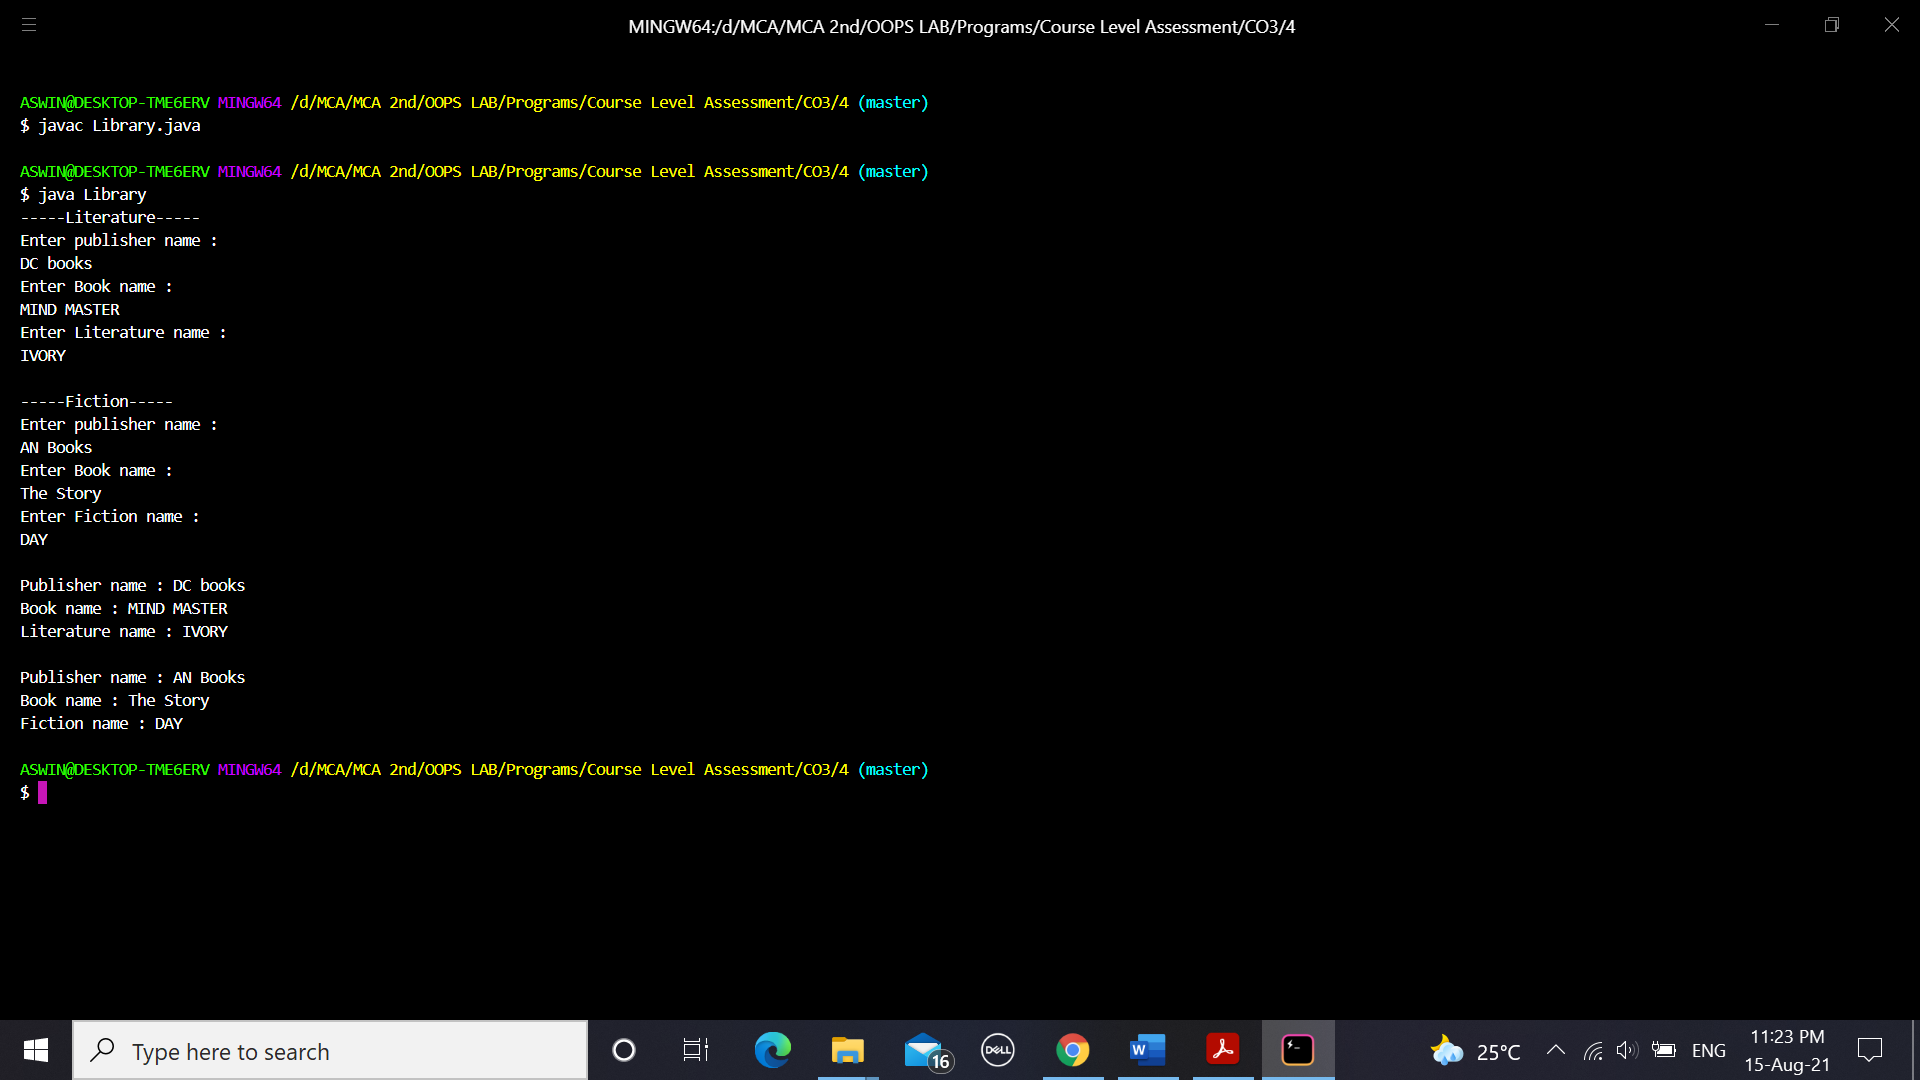 MINGW64:/d/MCA/MCA 2nd/OOPS LAB/Programs/Course Level Assessment/CO3/4
ASWIN@DESKTOP-TME6ERV MINGW64 /d/MCA/MCA 2nd/OOPS LAB/Programs/Course Level Assessment/CO3/4 (master)
$ javac Library.java
ASWIN@DESKTOP-TME6ERV MINGW64 /d/MCA/MCA 2nd/OOPS LAB/Programs/Course Level Assessment/CO3/4 (master)
$ java Library
-----Literature-----
Enter publisher name :
DC books
Enter Book name :
MIND MASTER
Enter Literature name :
IVORY
-----Fiction-----
Enter publisher name :
AN Books
Enter Book name :
The Story
Enter Fiction name :
DAY
Publisher name : DC books
Book name : MIND MASTER
Literature name : IVORY
Publisher name : AN Books
Book name : The Story
Fiction name : DAY
ASWIN@DESKTOP-TME6ERV MINGW64 /d/MCA/MCA 2nd/OOPS LAB/Programs/Course Level Assessment/CO3/4 (master)
$
Type here to search
16
DELL
W
25°C
ENG
11:23 PM
15-Aug-21